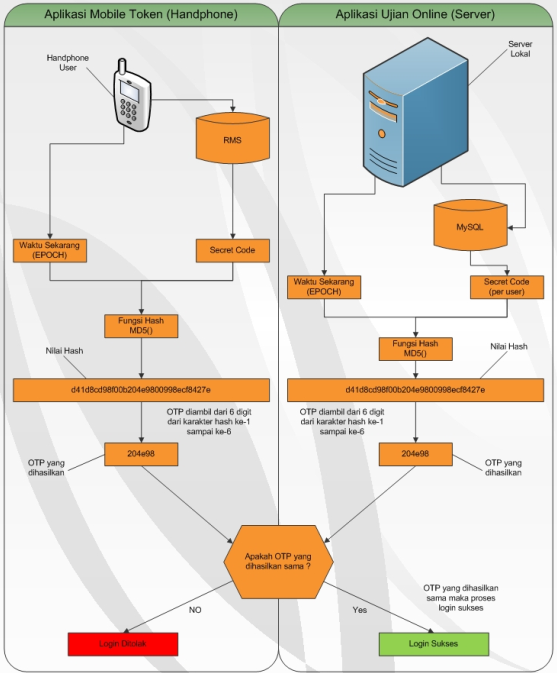 Aplikasi Mobile Token (Handphone)
Handphone
User
RMS
Waktu Sekarang
(EPOCH)
Secret Code
Fungsi Hash
MD5()
Nilai Hash
d41d8cd98f00b204e9800998ecf8427e
OTP diambil dari 6 digit
dari karakter hash ke-1
sampai ke-6
OTP yang
dihasilkan
204e98
Aplikasi Ujian Online (Server)
Server
Lokal
MySQL
Waktu Sekarang
(EPOCH)
Secret Code
(per user)
Fungsi Hash
MD5()
Nilai Hash
d41d8cd98f00b204e9800998ecf8427e
OTP diambil dari 6 digit
dari karakter hash ke-1
sampai ke-6
204e98
OTP yang
dihasilkan
Apakah OTP yang
dihasilkan sama ?
NO
Yes
OTP yang dihasilkan
sama maka proses
login sukses
Login Ditolak
Login Sukses